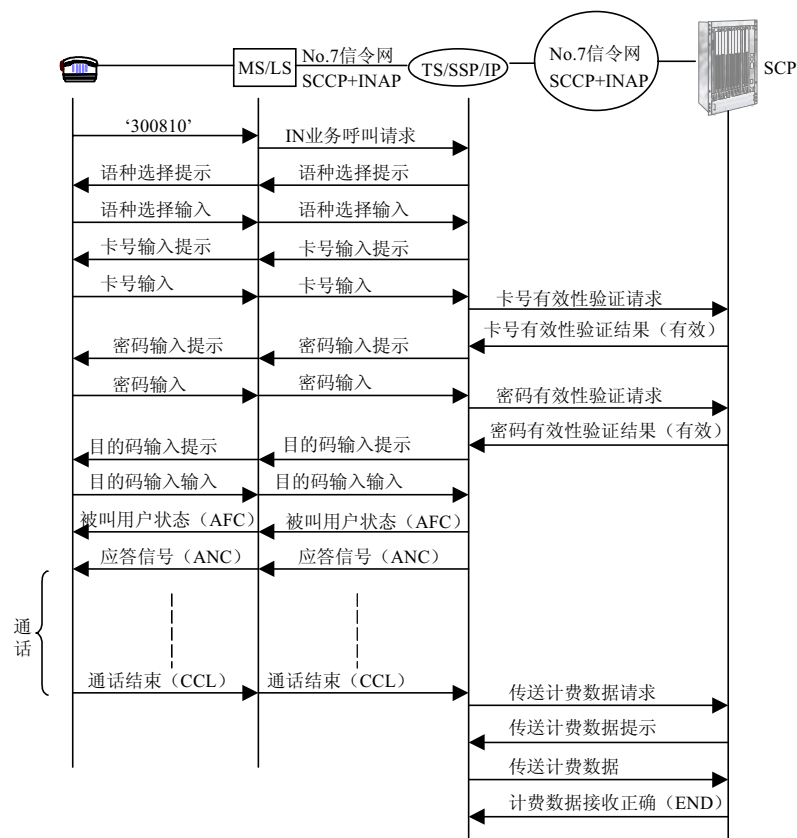 No.7信令网
SCCP+INAP
MS/LS
TS/SSP/IP
No.7信令网
SCCP+INAP
SCP
‘300810’
IN业务呼叫请求
语种选择提示
语种选择提示
语种选择输入
语种选择输入
卡号输入提示
卡号输入提示
卡号输入
卡号输入
卡号有效性验证请求
卡号有效性验证结果（有效）
密码输入提示
密码输入提示
密码输入
密码输入
密码有效性验证请求
密码有效性验证结果（有效）
目的码输入提示
目的码输入提示
目的码输入输入
目的码输入输入
被叫用户状态（AFC）
被叫用户状态（AFC）
应答信号（ANC）
应答信号（ANC）
通话
通话结束（CCL）
通话结束（CCL）
传送计费数据请求
传送计费数据提示
传送计费数据
计费数据接收正确（END）